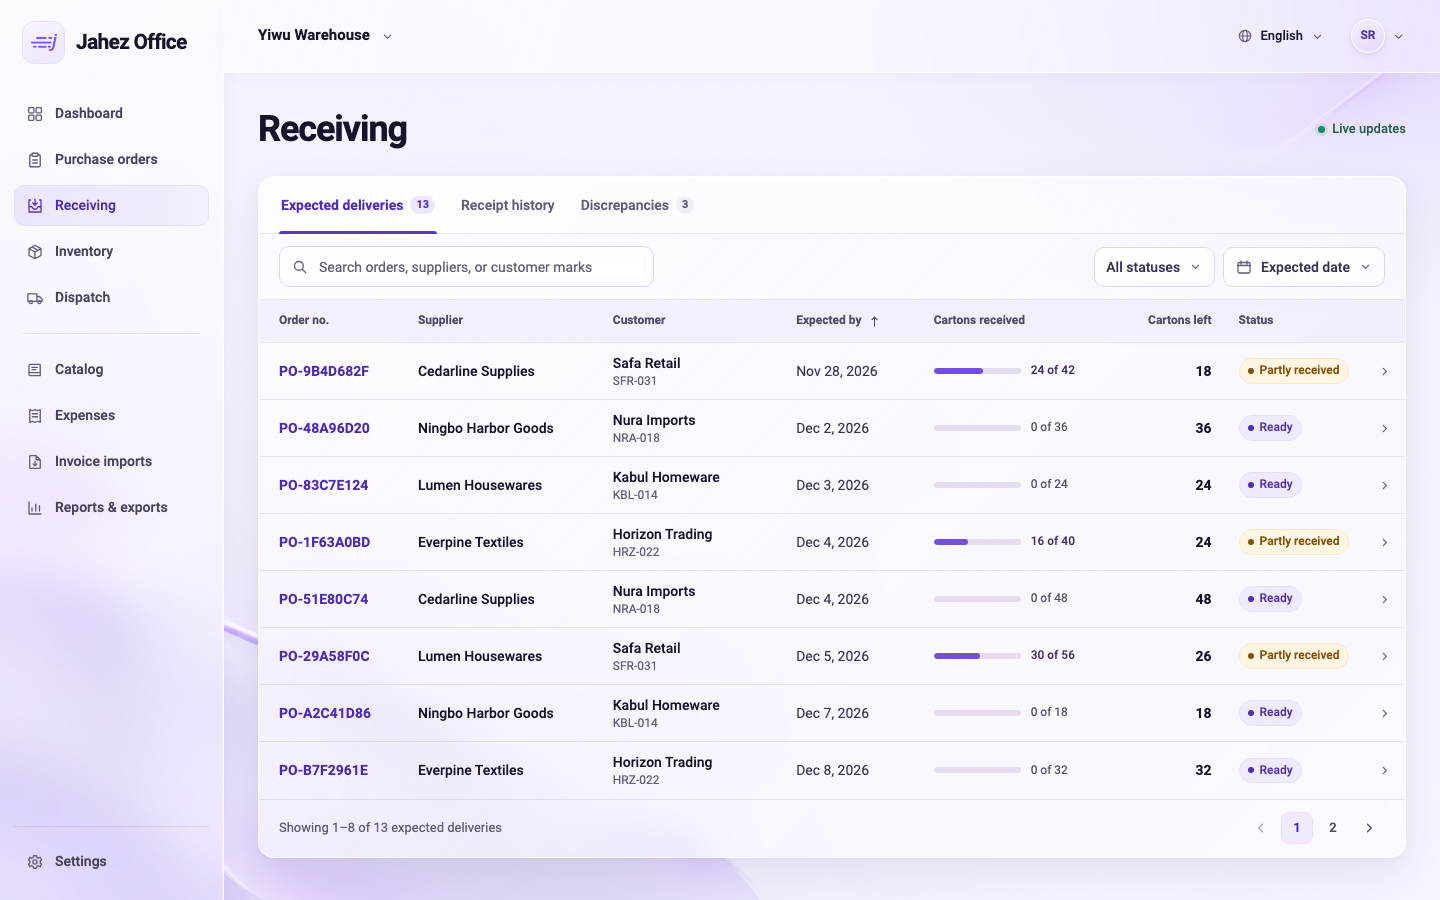 Jahez Office
Yiwu Warehouse
English
SR
Dashboard
Purchase orders
Receiving
Inventory
Dispatch
Catalog
Expenses
Invoice imports
Reports & exports
Settings
Receiving
Live updates
Expected deliveries 13 Receipt history Discrepancies 3
Search orders, suppliers, or customer marks
All statuses
Expected date
Order no. Supplier Customer Expected by ↑ Cartons received Cartons left Status
PO-9B4D682F Cedarline Supplies Safa Retail Nov 28, 2026 24 of 42 18 Partly received
SFR-031
PO-48A96D20 Ningbo Harbor Goods Nura Imports Dec 2, 2026 0 of 36 36 Ready
NRA-018
PO-83C7E124 Lumen Housewares Kabul Homeware Dec 3, 2026 0 of 24 24 Ready
KBL-014
PO-1F63A0BD Everpine Textiles Horizon Trading Dec 4, 2026 16 of 40 24 Partly received
HRZ-022
PO-51E80C74 Cedarline Supplies Nura Imports Dec 4, 2026 0 of 48 48 Ready
NRA-018
PO-29A58F0C Lumen Housewares Safa Retail Dec 5, 2026 30 of 56 26 Partly received
SFR-031
PO-A2C41D86 Ningbo Harbor Goods Kabul Homeware Dec 7, 2026 0 of 18 18 Ready
KBL-014
PO-B7F2961E Everpine Textiles Horizon Trading Dec 8, 2026 0 of 32 32 Ready
HRZ-022
Showing 1–8 of 13 expected deliveries
1 2